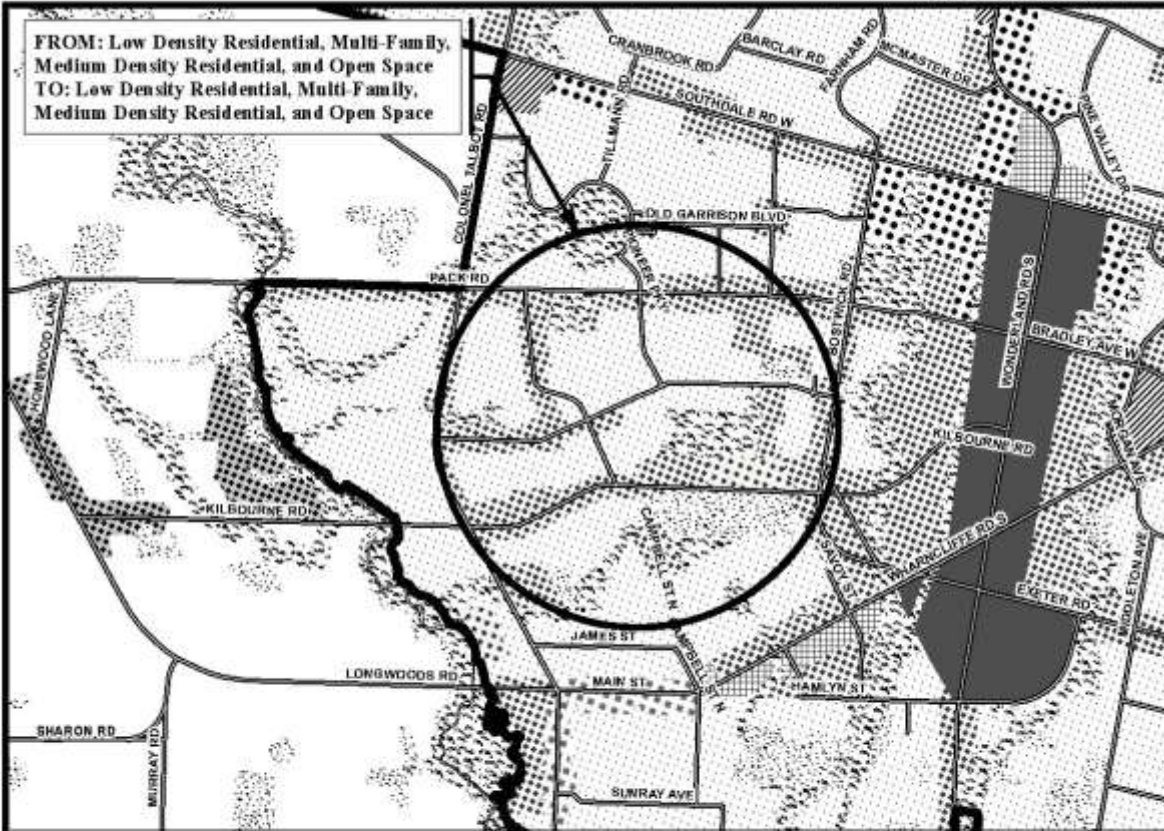 FROM: Low Density Residential, Multi-Family,
Medium Density Residential, and Open Space
TO: Low Density Residential, Multi-Family,
Medium Density Residential, and Open Space
CRANBROOK RD
BARCLAY RD
FARNHAM RD
MCMASTER DR
PINE VALLEY DR
SOUTHDALE RD W
TILLMANN RD
COLONEL TALBOT RD
OLD GARRISON BLVD
PACK RD
BOSTWICK RD
WONDERLAND RD S
BRADLEY AVE W
HOMEWOOD LANE
KILBOURNE RD
KILBOURNE RD
CAMPBELL ST N
SAVOY ST
WHARNCLIFFE RD S
EXETER RD
MIDDLETON AVE
JAMES ST
CAMPBELL ST N
LONGWOODS RD
MAIN ST
HAMLYN ST
SHARON RD
MURRAY RD
SUNRAY AVE